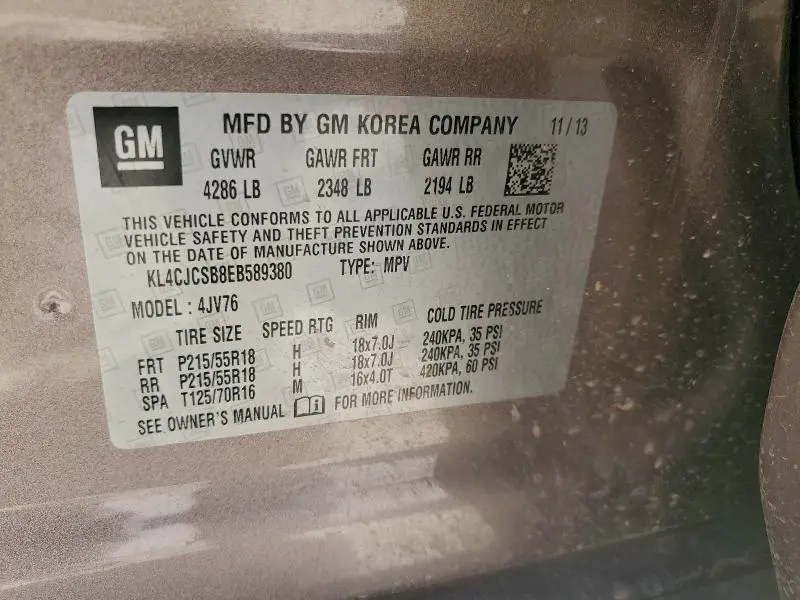 GM MFD BY GM KOREA COMPANY 11/13
GVWR GAWR FRT GAWR RR
4286 LB 2348 LB 2194 LB
THIS VEHICLE CONFORMS TO ALL APPLICABLE U.S. FEDERAL MOTOR
VEHICLE SAFETY AND THEFT PREVENTION STANDARDS IN EFFECT
ON THE DATE OF MANUFACTURE SHOWN ABOVE.
KL4CJCSB8EB589380 TYPE: MPV
MODEL : 4JV76
TIRE SIZE SPEED RTG RIM COLD TIRE PRESSURE
FRT P215/55R18 H 18x7.0J 240KPA, 35 PSI
RR P215/55R18 H 18x7.0J 240KPA, 35 PSI
SPA T125/70R16 M 16x4.0T 420KPA, 60 PSI
SEE OWNER'S MANUAL FOR MORE INFORMATION.